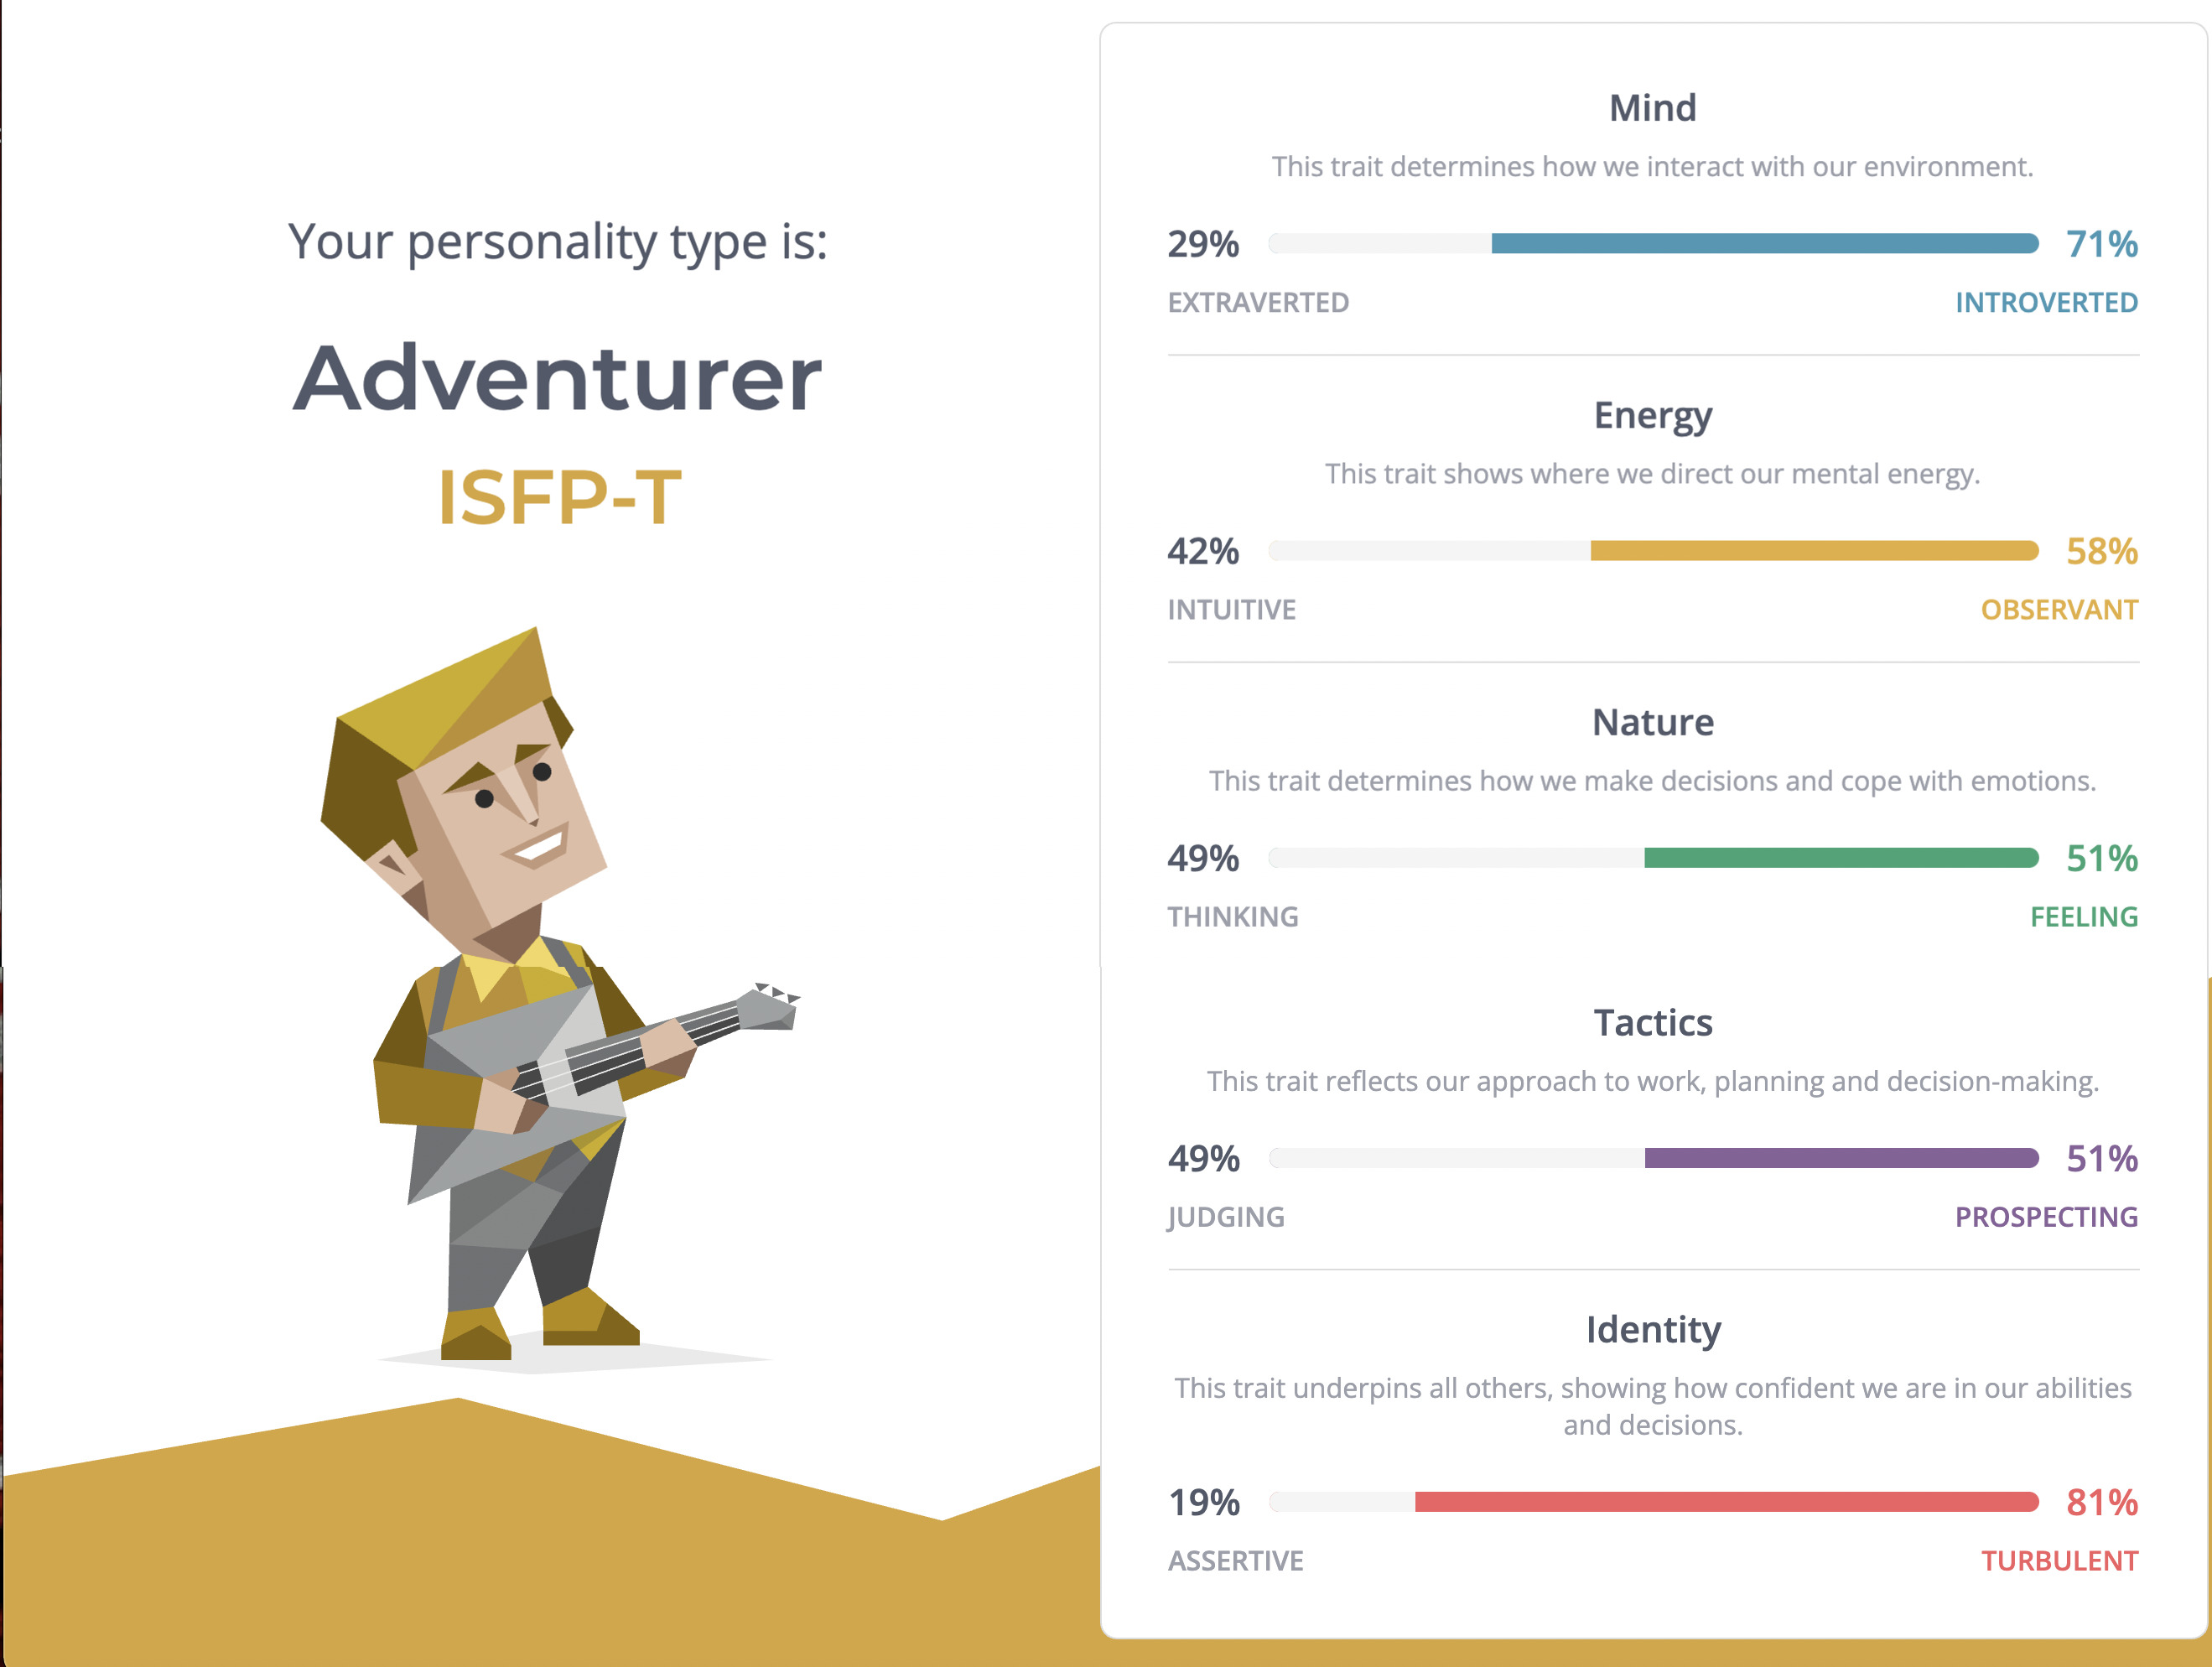 Your personality type is:
Adventurer
ISFP-T
Mind
This trait determines how we interact with our environment.
29% 71%
EXTRAVERTED INTROVERTED
Energy
This trait shows where we direct our mental energy.
42% 58%
INTUITIVE OBSERVANT
Nature
This trait determines how we make decisions and cope with emotions.
49% 51%
THINKING FEELING
Tactics
This trait reflects our approach to work, planning and decision-making.
49% 51%
JUDGING PROSPECTING
Identity
This trait underpins all others, showing how confident we are in our abilities
and decisions.
19% 81%
ASSERTIVE TURBULENT